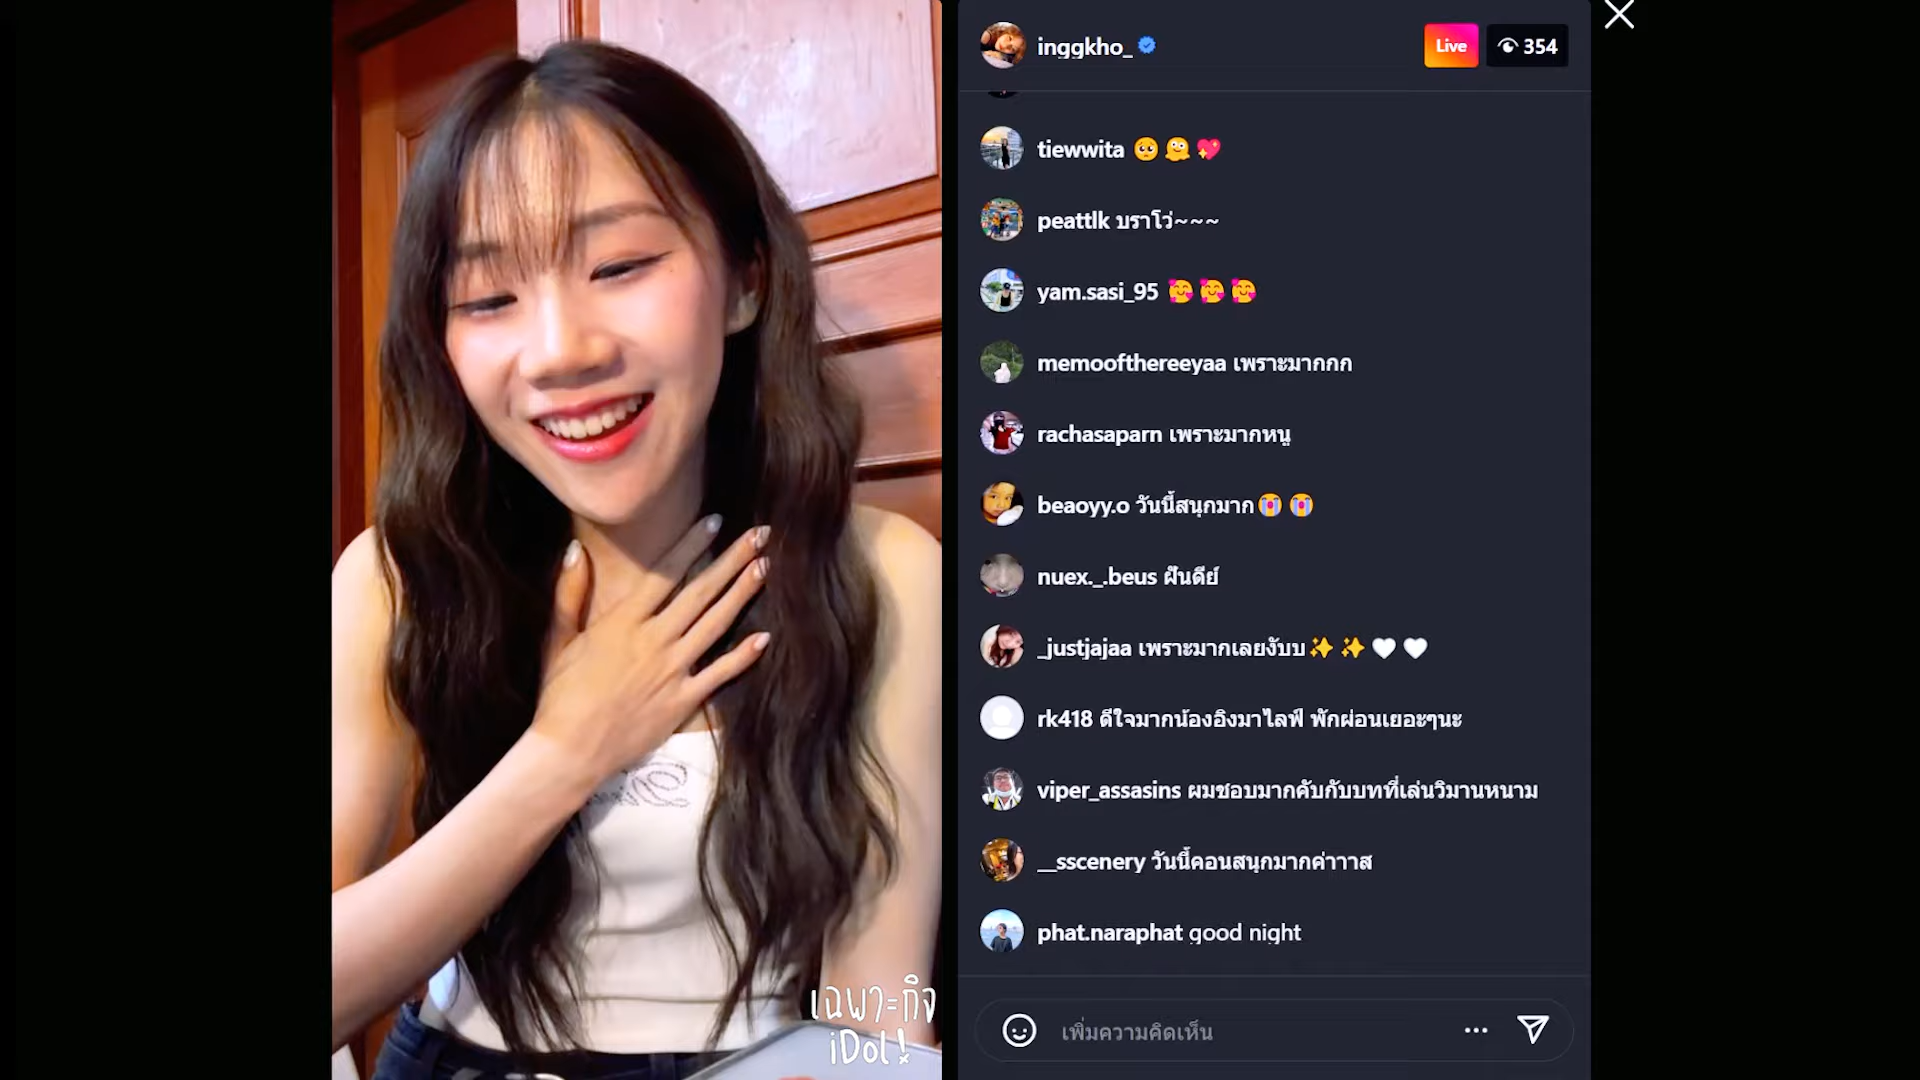 inggkho_
Live
354
tiewwita 🥺 🫠 💖
peattlk บราโว่~~~
yam.sasi_95 🥰 🥰 🥰
memoofthereeyaa เพราะมากกก
rachasaparn เพราะมากหนู
beaoyy.o วันนี้สนุกมาก😭 😭
nuex._.beus ฝันดีย์
_justjajaa เพราะมากเลยงับบ✨ ✨ 🤍 🤍
rk418 ดีใจมากน้องอิงมาไลฟ์ พักผ่อนเยอะๆนะ
viper_assasins ผมชอบมากคับกับบทที่เล่นวิมานหนาม
__sscenery วันนี้คอนสนุกมากค่าาาส
phat.naraphat good night
เพิ่มความคิดเห็น
เฉพาะกิจ
iDol!